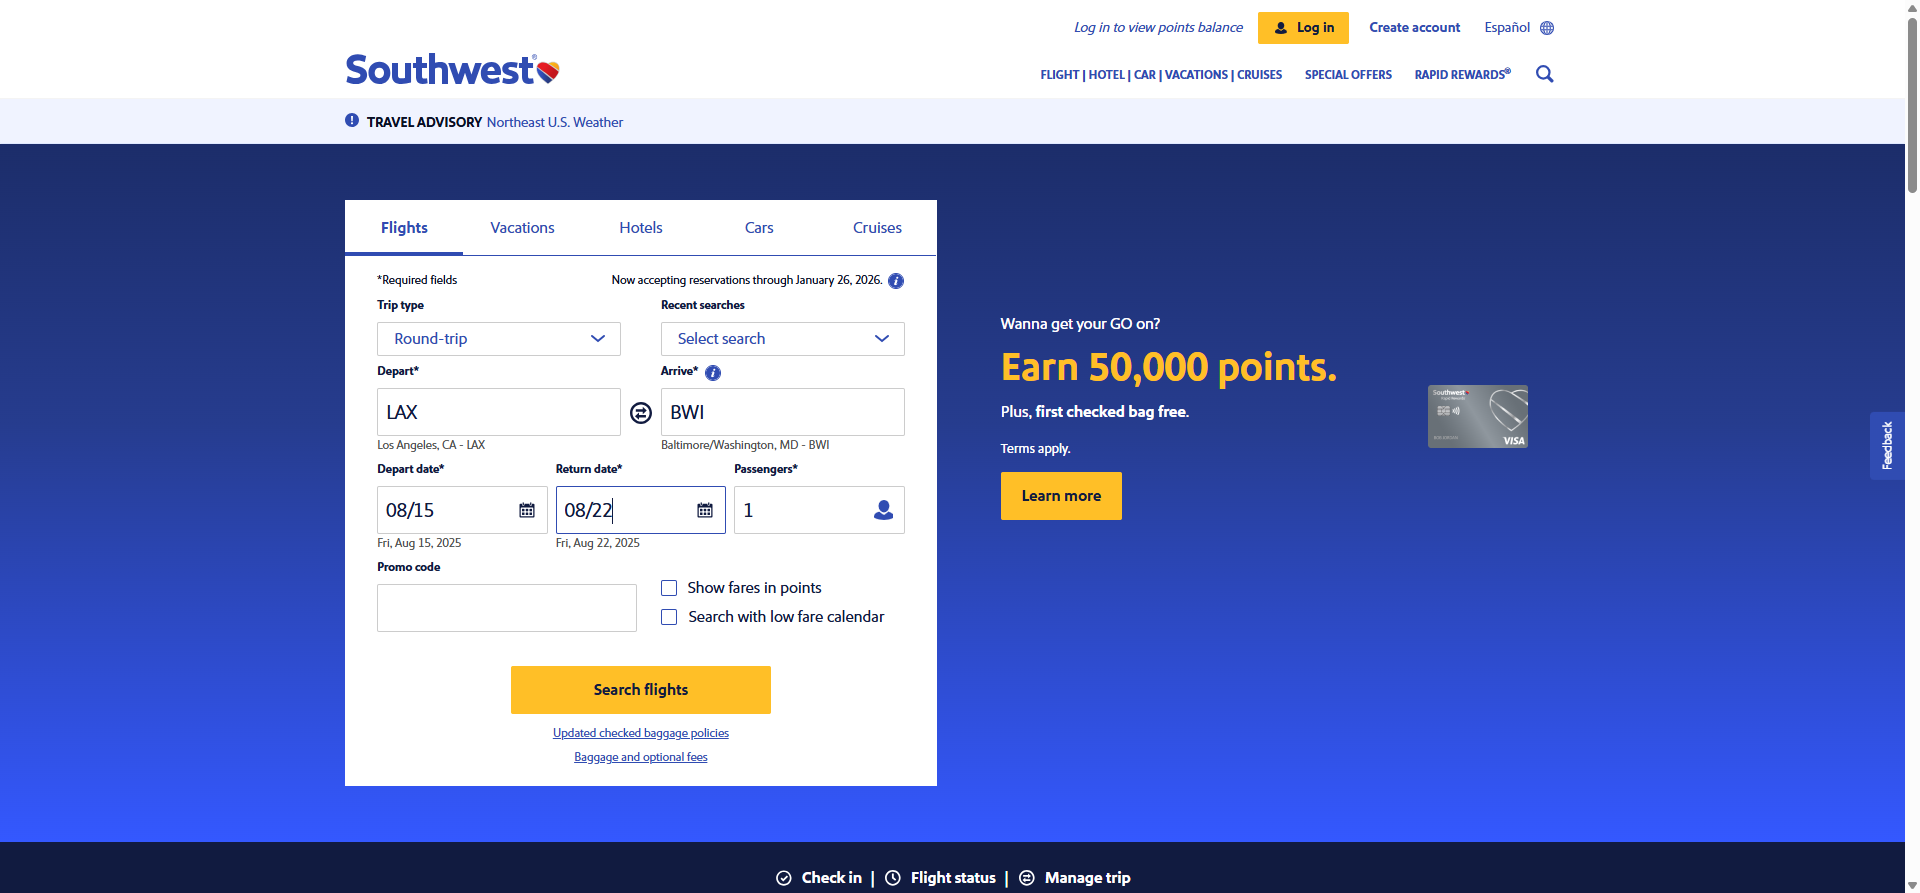 Log in to view points balance Log in Create account Español
Southwest®
FLIGHT | HOTEL | CAR | VACATIONS | CRUISES SPECIAL OFFERS RAPID REWARDS®
TRAVEL ADVISORY Northeast U.S. Weather
Flights Vacations Hotels Cars Cruises
*Required fields Now accepting reservations through January 26, 2026.
Trip type Recent searches
Round-trip Select search
Depart* Arrive*
LAX BWI
Los Angeles, CA - LAX Baltimore/Washington, MD - BWI
Depart date* Return date* Passengers*
08/15 08/22 1
Fri, Aug 15, 2025 Fri, Aug 22, 2025
Promo code
Show fares in points
Search with low fare calendar
Search flights
Updated checked baggage policies
Baggage and optional fees
Wanna get your GO on?
Earn 50,000 points.
Plus, first checked bag free.
Terms apply.
Learn more
Southwest
VISA
Feedback
Check in | Flight status | Manage trip